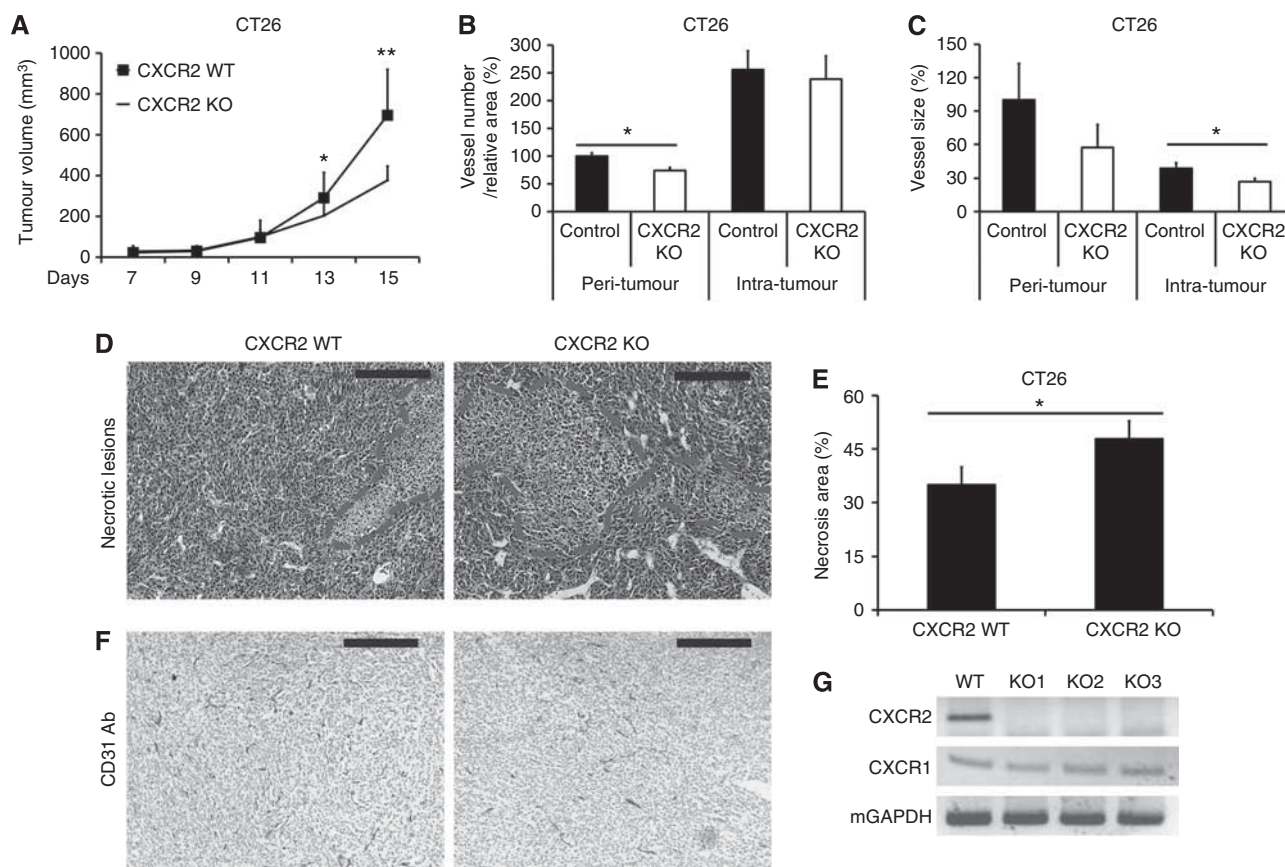 A
CT26
Tumour volume (mm³)
1000
800
600
400
200
0
CXCR2 WT
CXCR2 KO
*
**
Days 7 9 11 13 15
B
CT26
Vessel number
/relative area (%)
300
250
200
150
100
50
0
*
Control CXCR2 KO Control CXCR2 KO
Peri-tumour Intra-tumour
C
CT26
Vessel size (%)
150
120
90
60
30
0
*
Control CXCR2 KO Control CXCR2 KO
Peri-tumour Intra-tumour
D
CXCR2 WT CXCR2 KO
Necrotic lesions
E
CT26
Necrosis area (%)
60
45
30
15
0
*
CXCR2 WT CXCR2 KO
F
CD31 Ab
G
WT KO1 KO2 KO3
CXCR2
CXCR1
mGAPDH